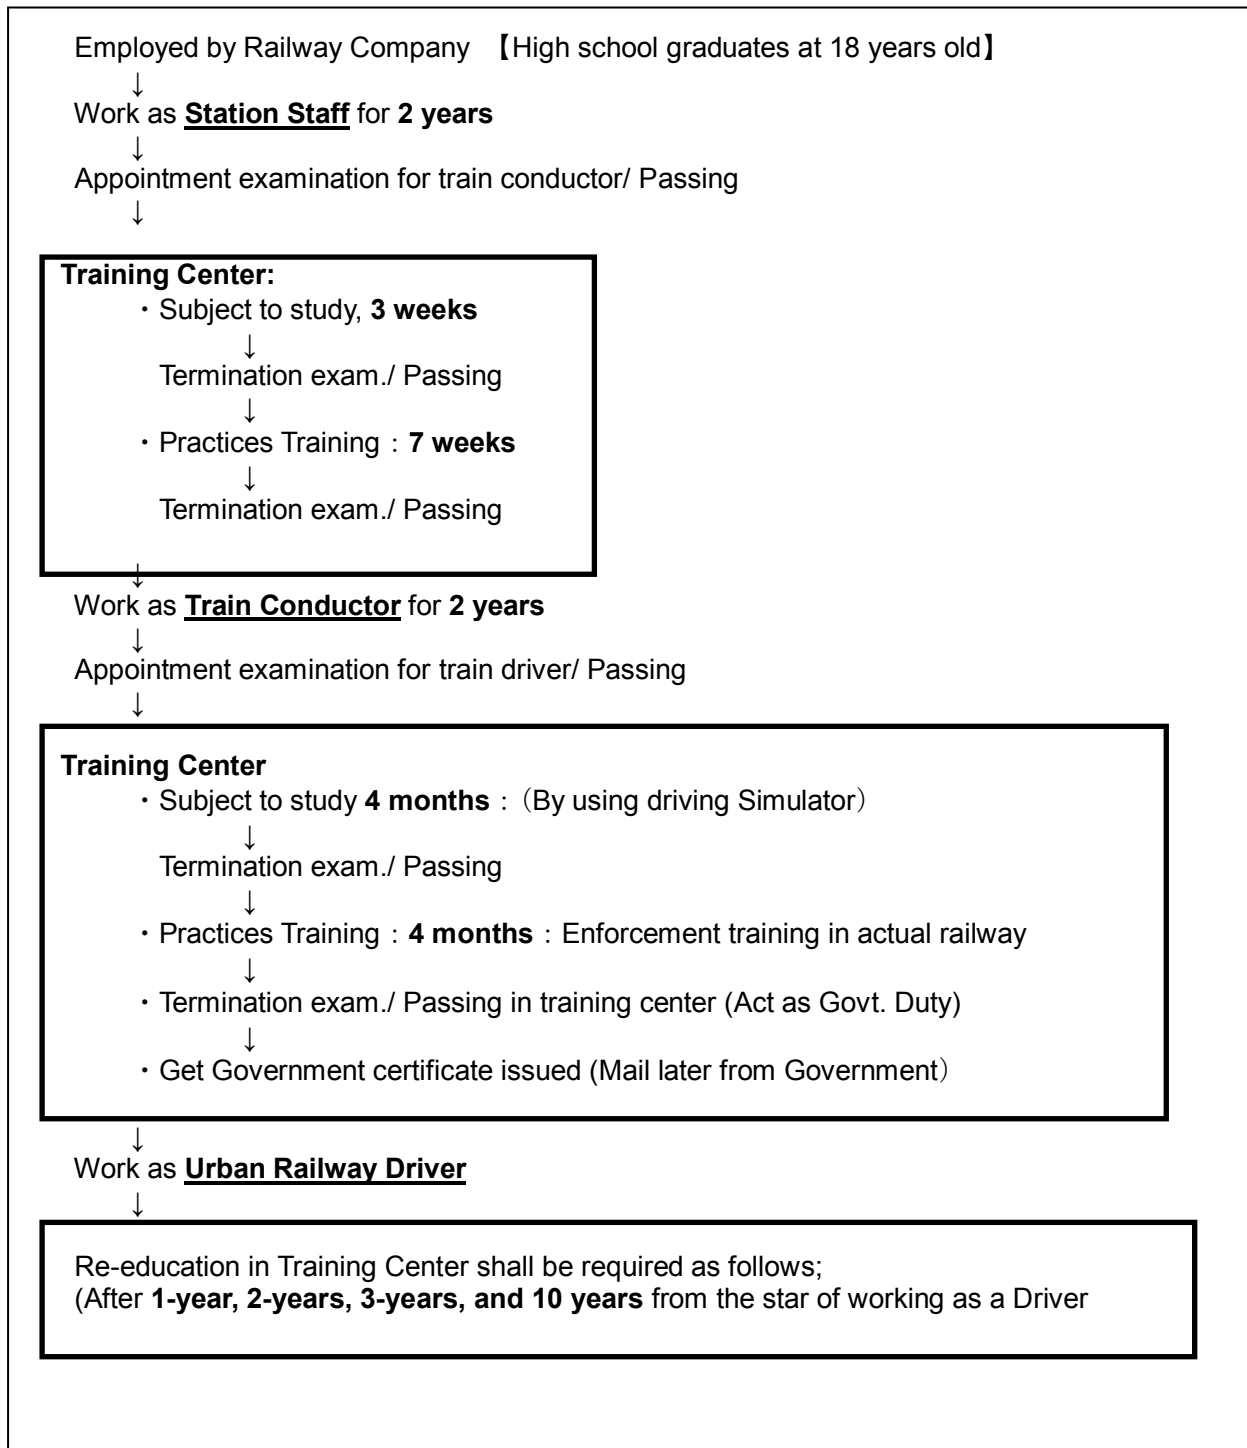 Employed by Railway Company 【High school graduates at 18 years old】
↓
Work as Station Staff for 2 years
↓
Appointment examination for train conductor/ Passing
↓
Training Center:
・Subject to study, 3 weeks
↓
Termination exam./ Passing
↓
・Practices Training：7 weeks
↓
Termination exam./ Passing
↓
Work as Train Conductor for 2 years
↓
Appointment examination for train driver/ Passing
↓
Training Center
・Subject to study 4 months：（By using driving Simulator）
↓
Termination exam./ Passing
↓
・Practices Training：4 months：Enforcement training in actual railway
↓
・Termination exam./ Passing in training center (Act as Govt. Duty)
↓
・Get Government certificate issued (Mail later from Government）
↓
Work as Urban Railway Driver
↓
Re-education in Training Center shall be required as follows;
(After 1-year, 2-years, 3-years, and 10 years from the star of working as a Driver